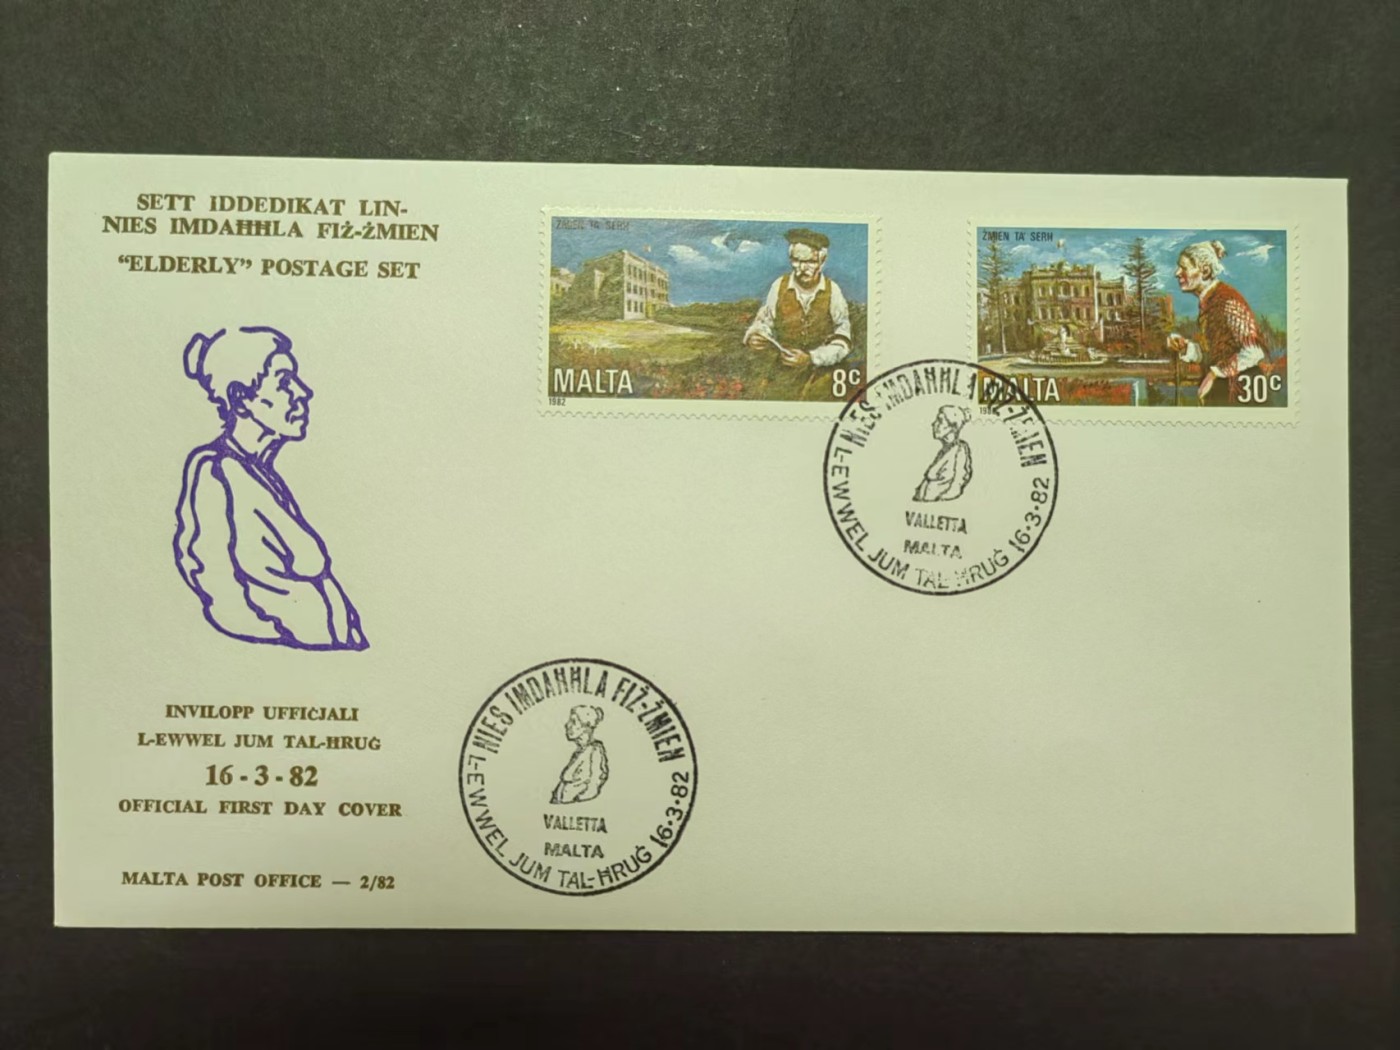 SETT IDDEDIKAT LIN-
NIES IMDAĦĦLA FIŻ-ŻMIEN
“ELDERLY” POSTAGE SET
ŻMIEN TA' SERĦ
MALTA 8c
1982
ŻMIEN TA' SERĦ
MALTA 30c
1982
NIES IMDAĦĦLA FIŻ-ŻMIEN
VALLETTA
MALTA
L-EWWEL JUM TAL-ĦRUĠ 16·3·82
INVILOPP UFFIĊJALI
L-EWWEL JUM TAL-ĦRUĠ
16 - 3 - 82
OFFICIAL FIRST DAY COVER
MALTA POST OFFICE — 2/82
NIES IMDAĦĦLA FIŻ-ŻMIEN
VALLETTA
MALTA
L-EWWEL JUM TAL-ĦRUĠ 16·3·82